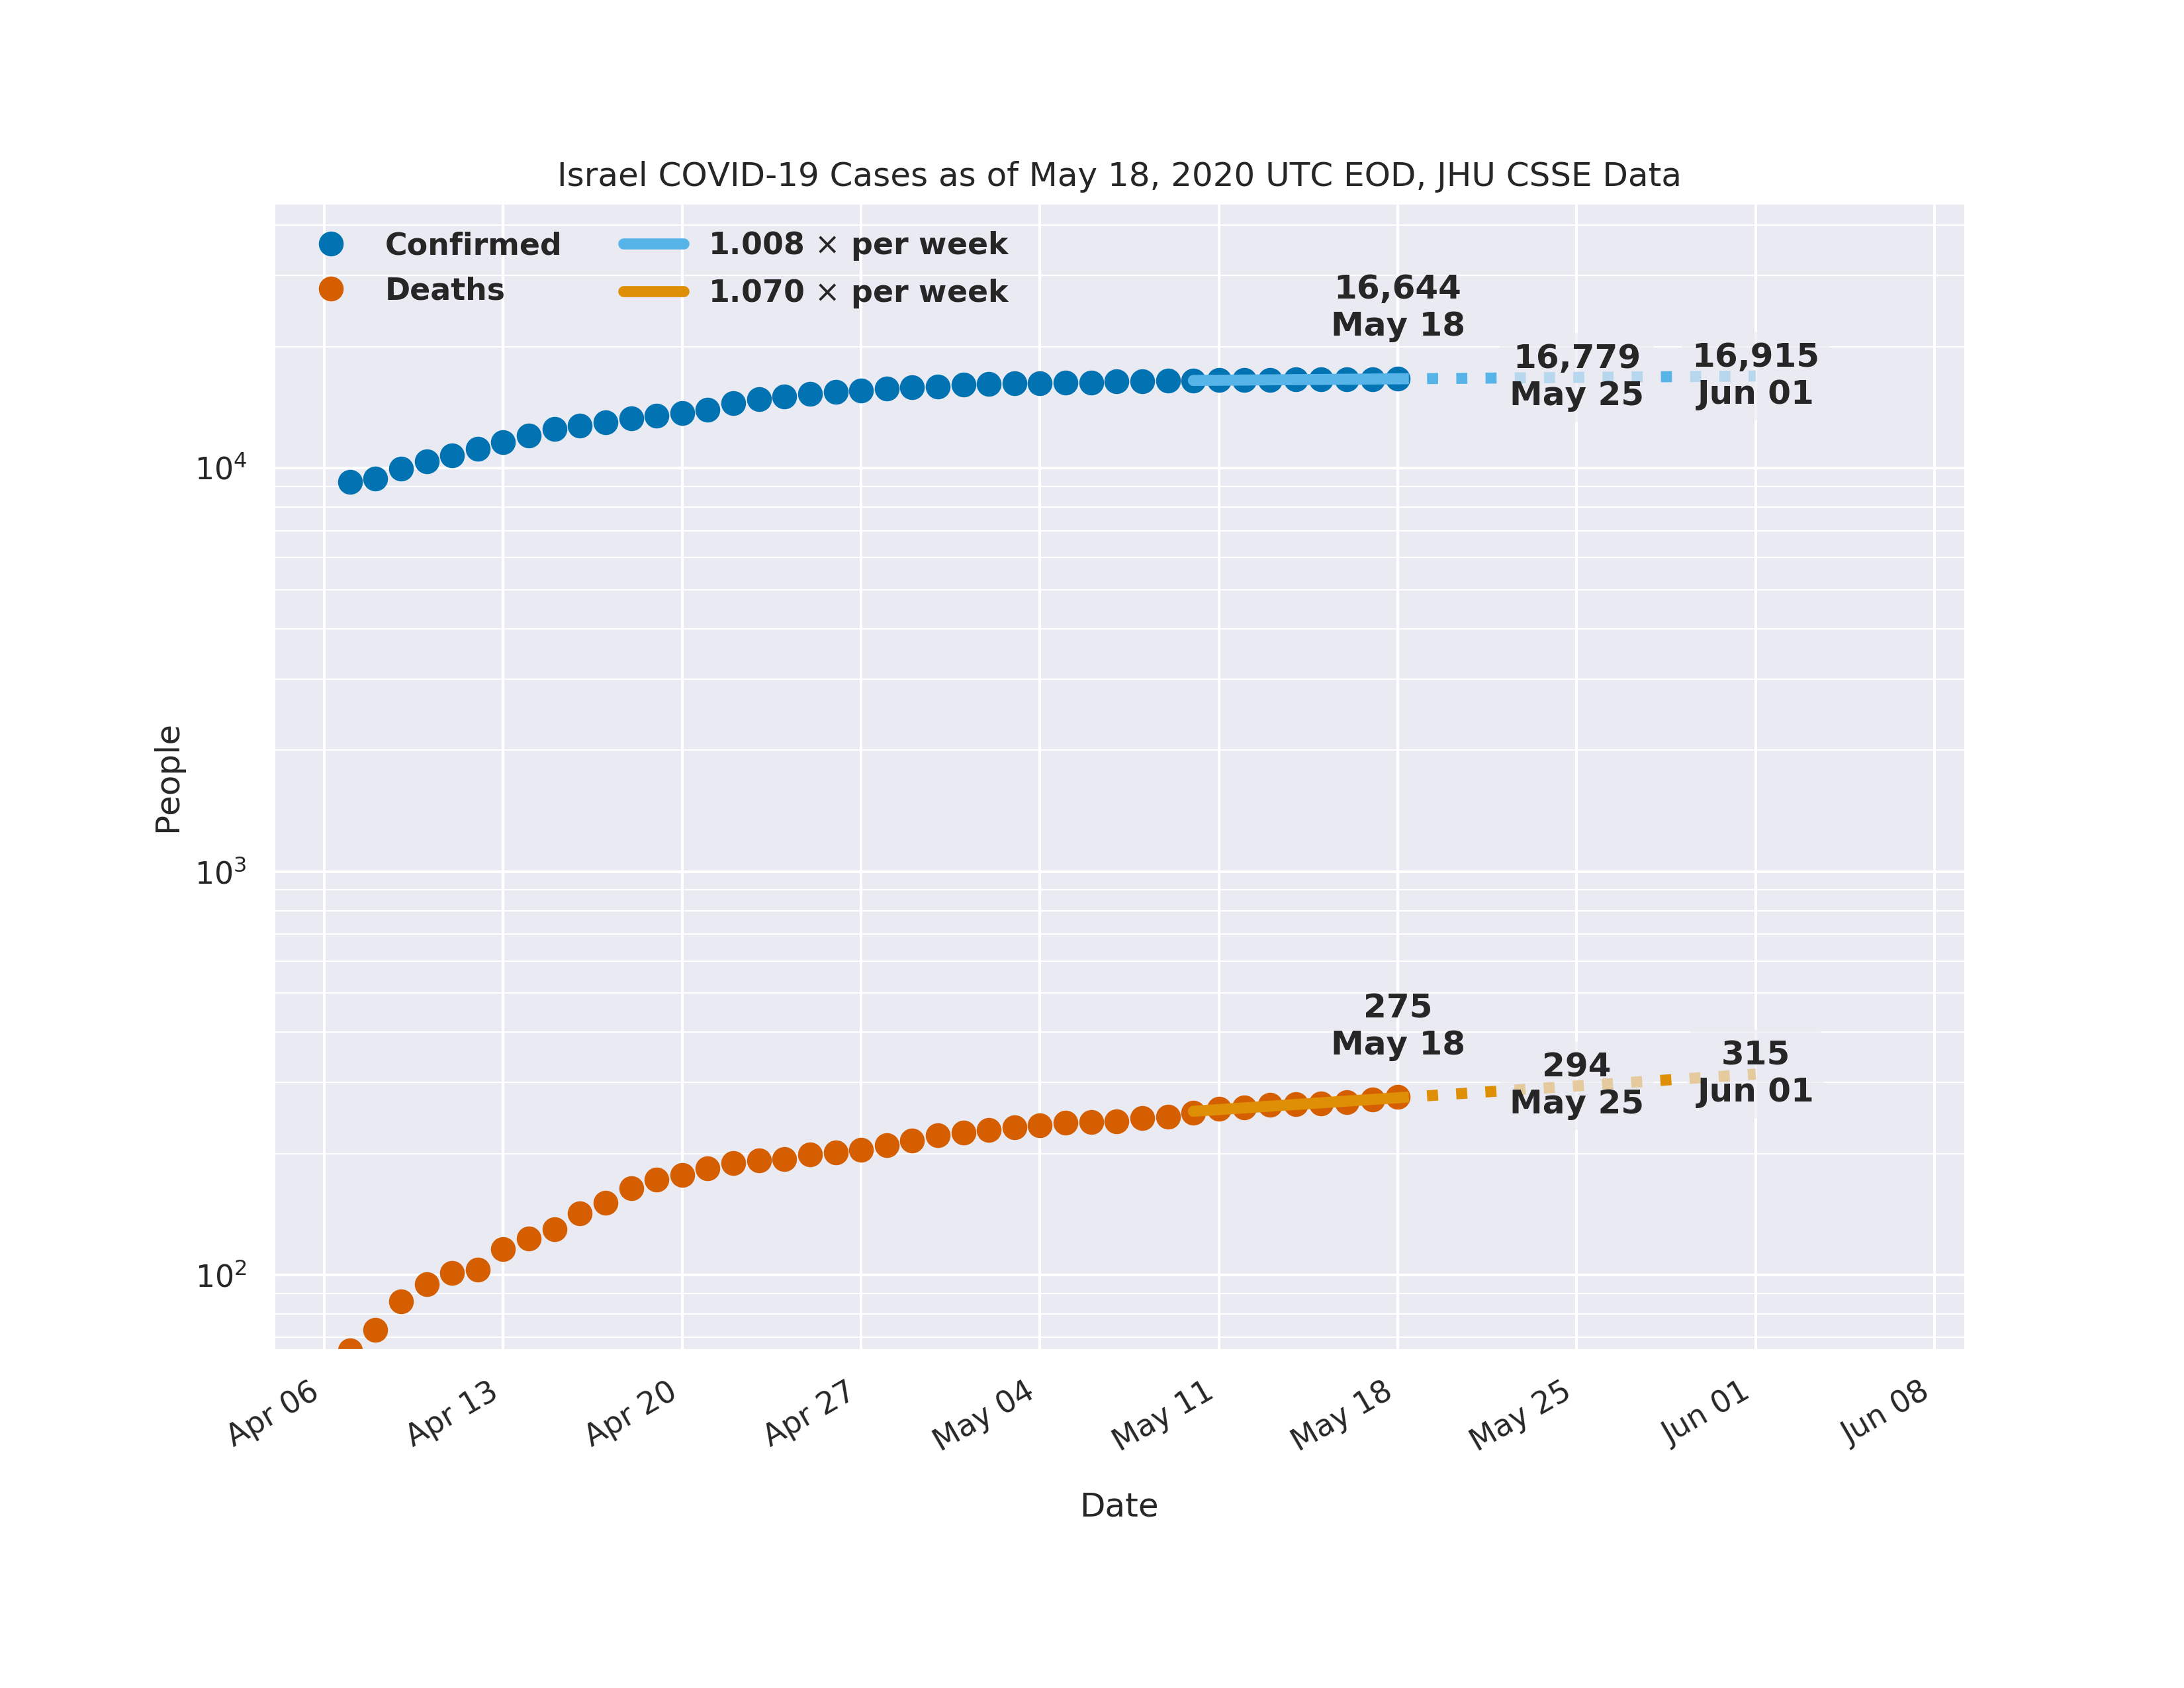 Israel COVID-19 Cases as of May 18, 2020 UTC EOD, JHU CSSE Data
Confirmed
Deaths
1.008 × per week
1.070 × per week
16,644
May 18
16,779
May 25
16,915
Jun 01
10⁴
10³
10²
People
275
May 18
294
May 25
315
Jun 01
Apr 06
Apr 13
Apr 20
Apr 27
May 04
May 11
May 18
May 25
Jun 01
Jun 08
Date